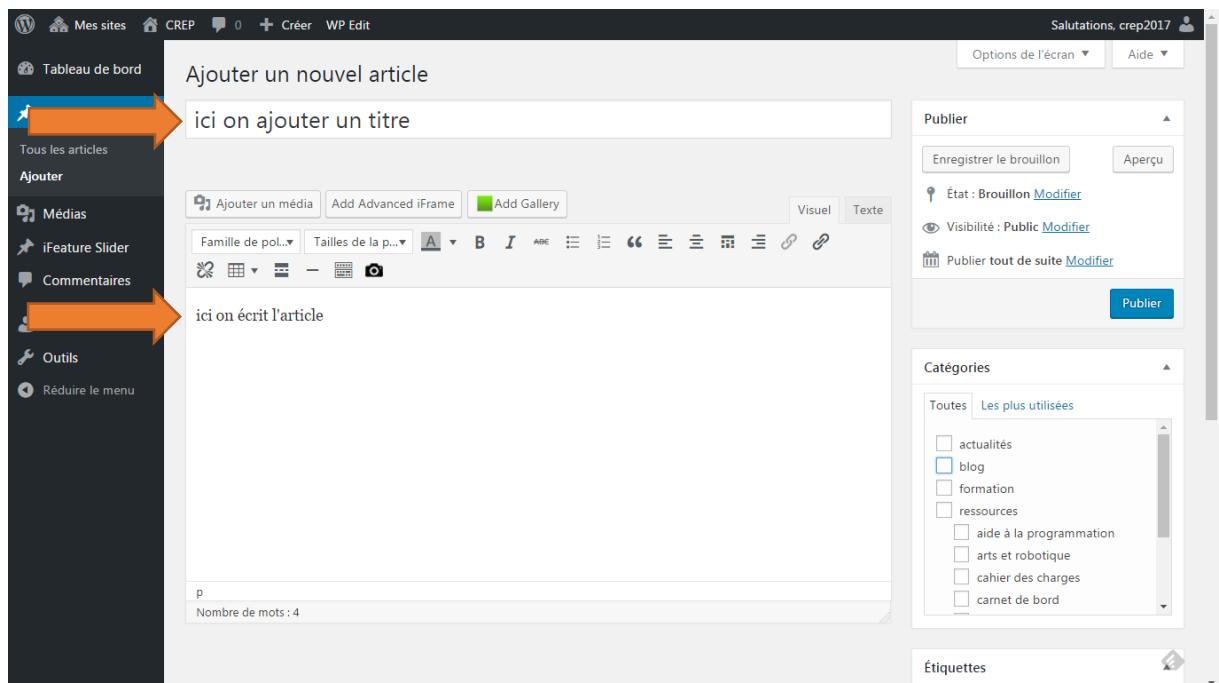 Mes sites CREP 0 + Créer WP Edit Salutations, crep2017
Options de l'écran ▼ Aide ▼
Tableau de bord
Tous les articles
Ajouter
Médias
iFeature Slider
Commentaires
Outils
Réduire le menu
Ajouter un nouvel article
ici on ajouter un titre
Ajouter un média Add Advanced iFrame Add Gallery Visuel Texte
Famille de pol... Tailles de la p... A B I ABC
ici on écrit l'article
p
Nombre de mots : 4
Publier
Enregistrer le brouillon Aperçu
État : Brouillon Modifier
Visibilité : Public Modifier
Publier tout de suite Modifier
Publier
Catégories
Toutes Les plus utilisées
actualités
blog
formation
ressources
aide à la programmation
arts et robotique
cahier des charges
carnet de bord
Étiquettes